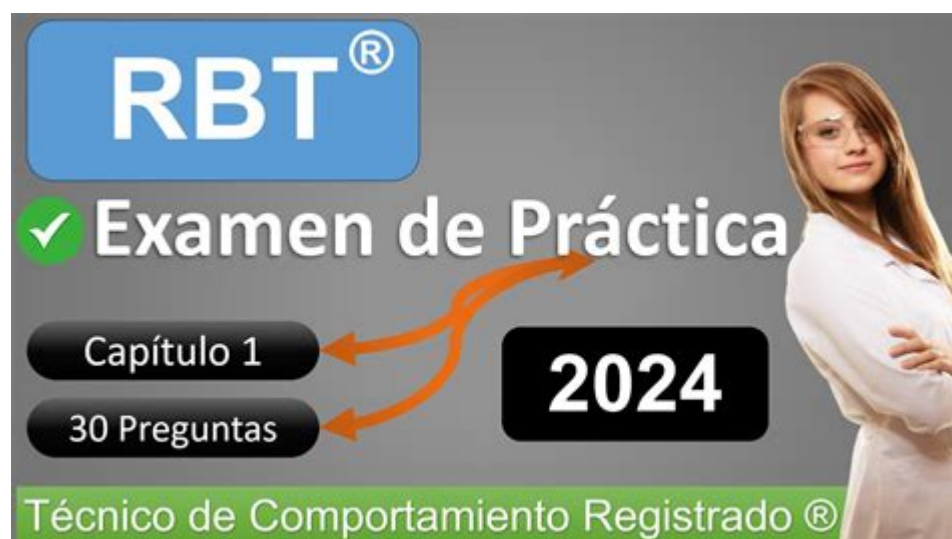 RBT®
Examen de Práctica
Capítulo 1
2024
30 Preguntas
Técnico de Comportamiento Registrado ®